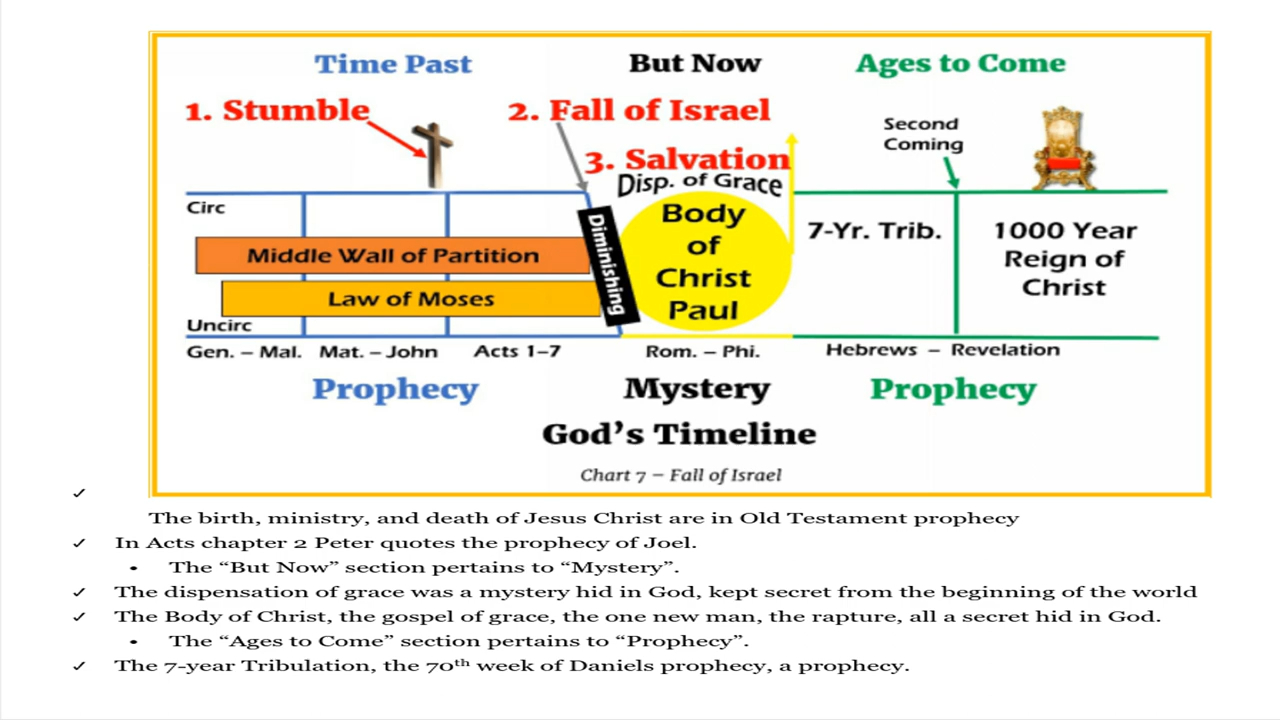 Time Past
But Now
Ages to Come
1. Stumble
2. Fall of Israel
3. Salvation
Second
Coming
Disp. of Grace
Circ
Middle Wall of Partition
Law of Moses
Uncirc
Diminishing
Body
of
Christ
Paul
7-Yr. Trib.
1000 Year
Reign of
Christ
Gen. – Mal.
Mat. – John
Acts 1–7
Rom. – Phi.
Hebrews – Revelation
Prophecy
Mystery
Prophecy
God's Timeline
Chart 7 – Fall of Israel
✓
The birth, ministry, and death of Jesus Christ are in Old Testament prophecy
✓ In Acts chapter 2 Peter quotes the prophecy of Joel.
• The “But Now” section pertains to “Mystery”.
✓ The dispensation of grace was a mystery hid in God, kept secret from the beginning of the world
✓ The Body of Christ, the gospel of grace, the one new man, the rapture, all a secret hid in God.
• The “Ages to Come” section pertains to “Prophecy”.
✓ The 7-year Tribulation, the 70th week of Daniels prophecy, a prophecy.